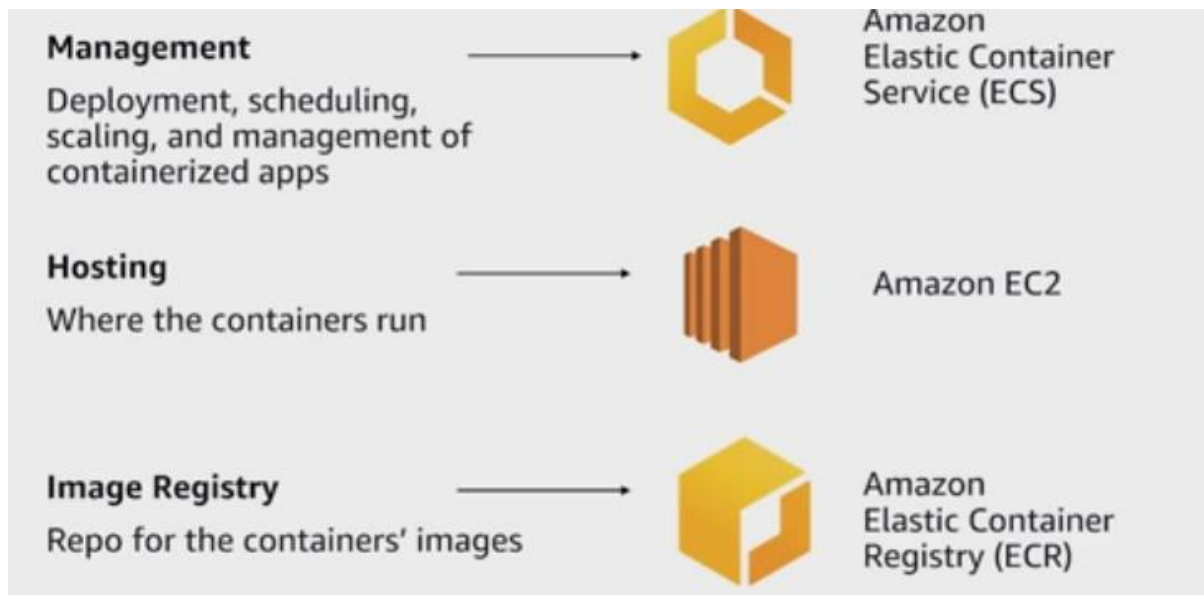 Management
Deployment, scheduling,
scaling, and management of
containerized apps
Amazon
Elastic Container
Service (ECS)
Hosting
Where the containers run
Amazon EC2
Image Registry
Repo for the containers’ images
Amazon
Elastic Container
Registry (ECR)